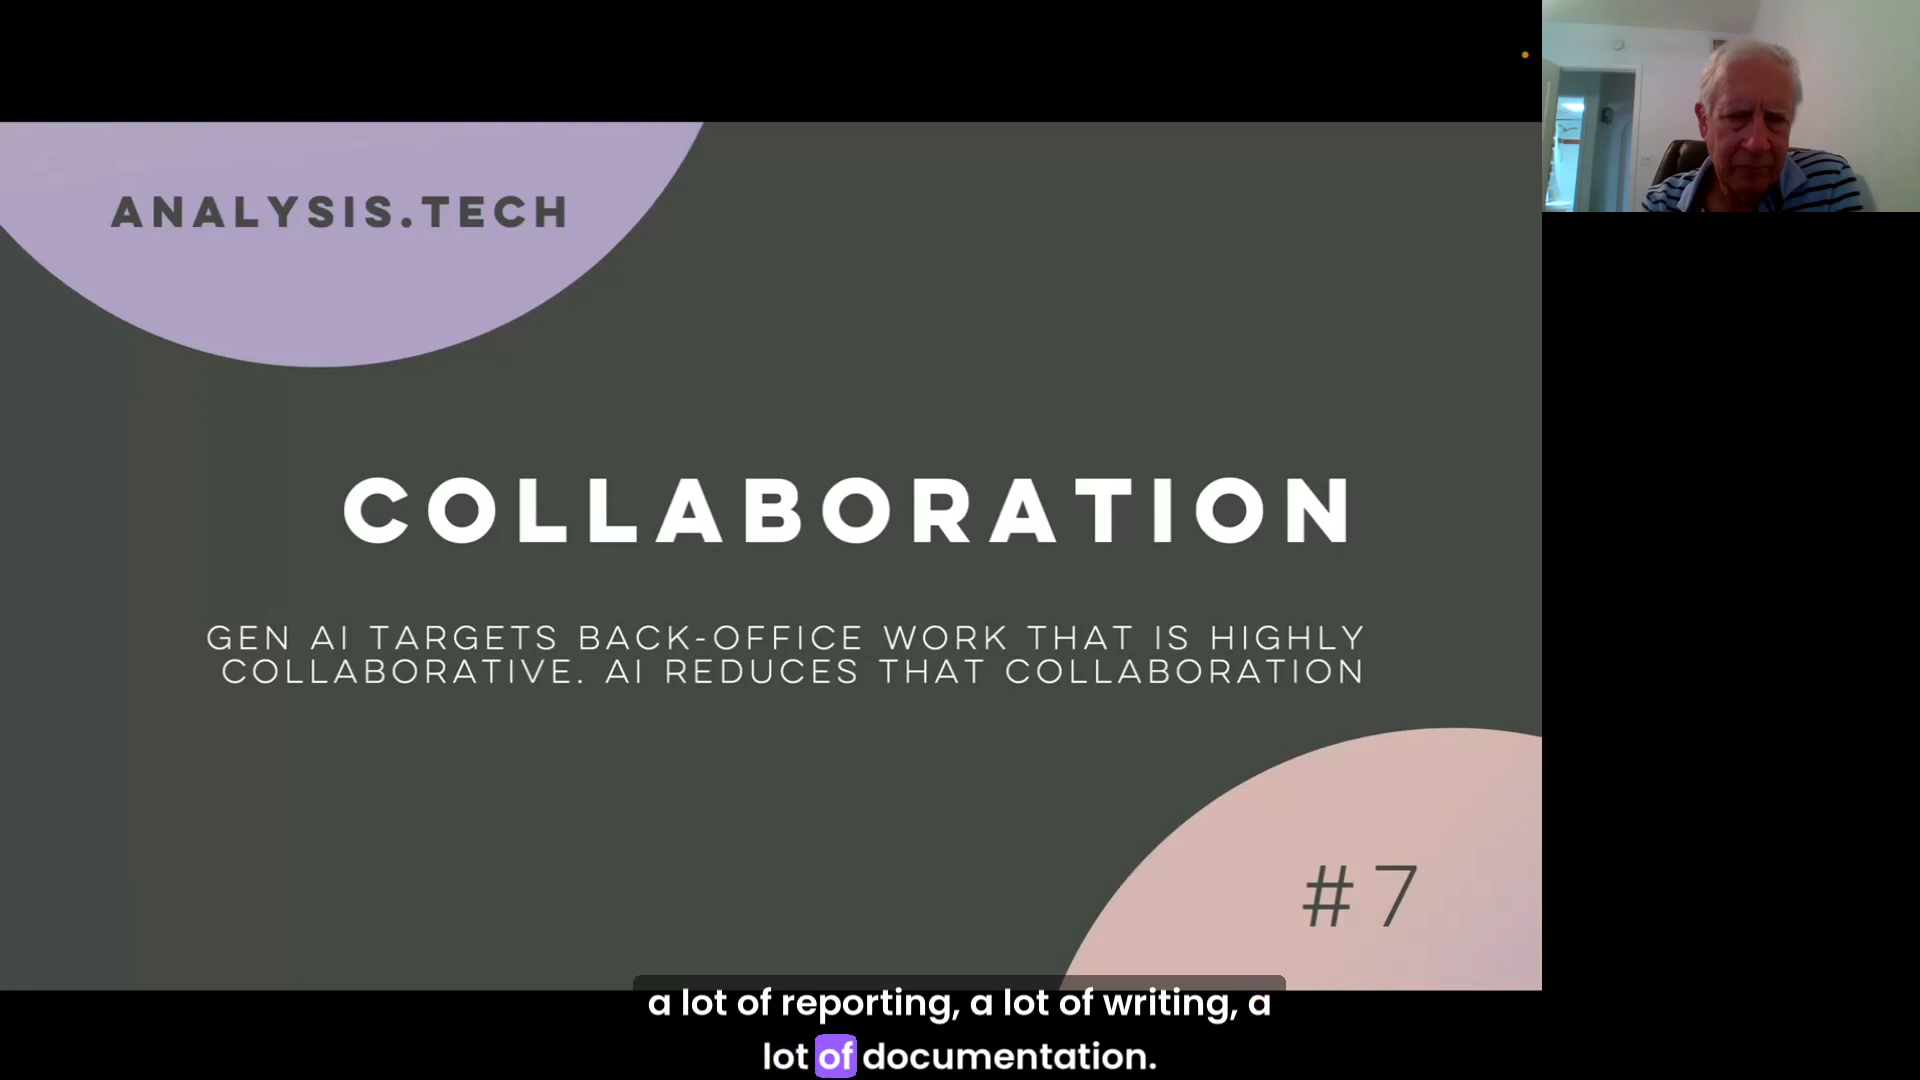 ANALYSIS.TECH
COLLABORATION
GEN AI TARGETS BACK-OFFICE WORK THAT IS HIGHLY
COLLABORATIVE. AI REDUCES THAT COLLABORATION
#7
a lot of reporting, a lot of writing, a
lot of documentation.